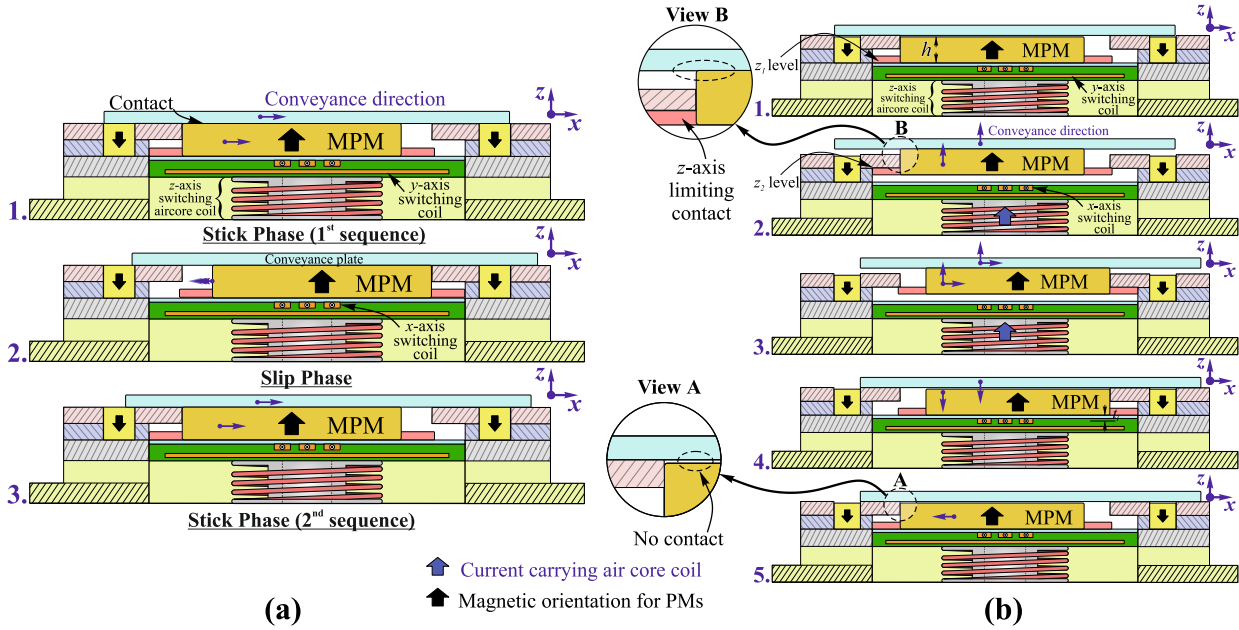 Contact
Conveyance direction
z
x
MPM
z-axis
switching
aircore coil
y-axis
switching
coil
1.
Stick Phase (1st sequence)
Conveyance plate
z
x
MPM
x-axis
switching
coil
2.
Slip Phase
z
x
MPM
3.
Stick Phase (2nd sequence)
(a)
View B
z-axis
limiting
contact
View A
No contact
Current carrying air core coil
Magnetic orientation for PMs
(b)
z1 level
h
MPM
z
x
z-axis
switching
aircore coil
y-axis
switching
coil
1.
B
Conveyance direction
z
x
MPM
z2 level
x-axis
switching
coil
2.
z
x
MPM
3.
z
x
MPM
4.
A
z
x
MPM
5.